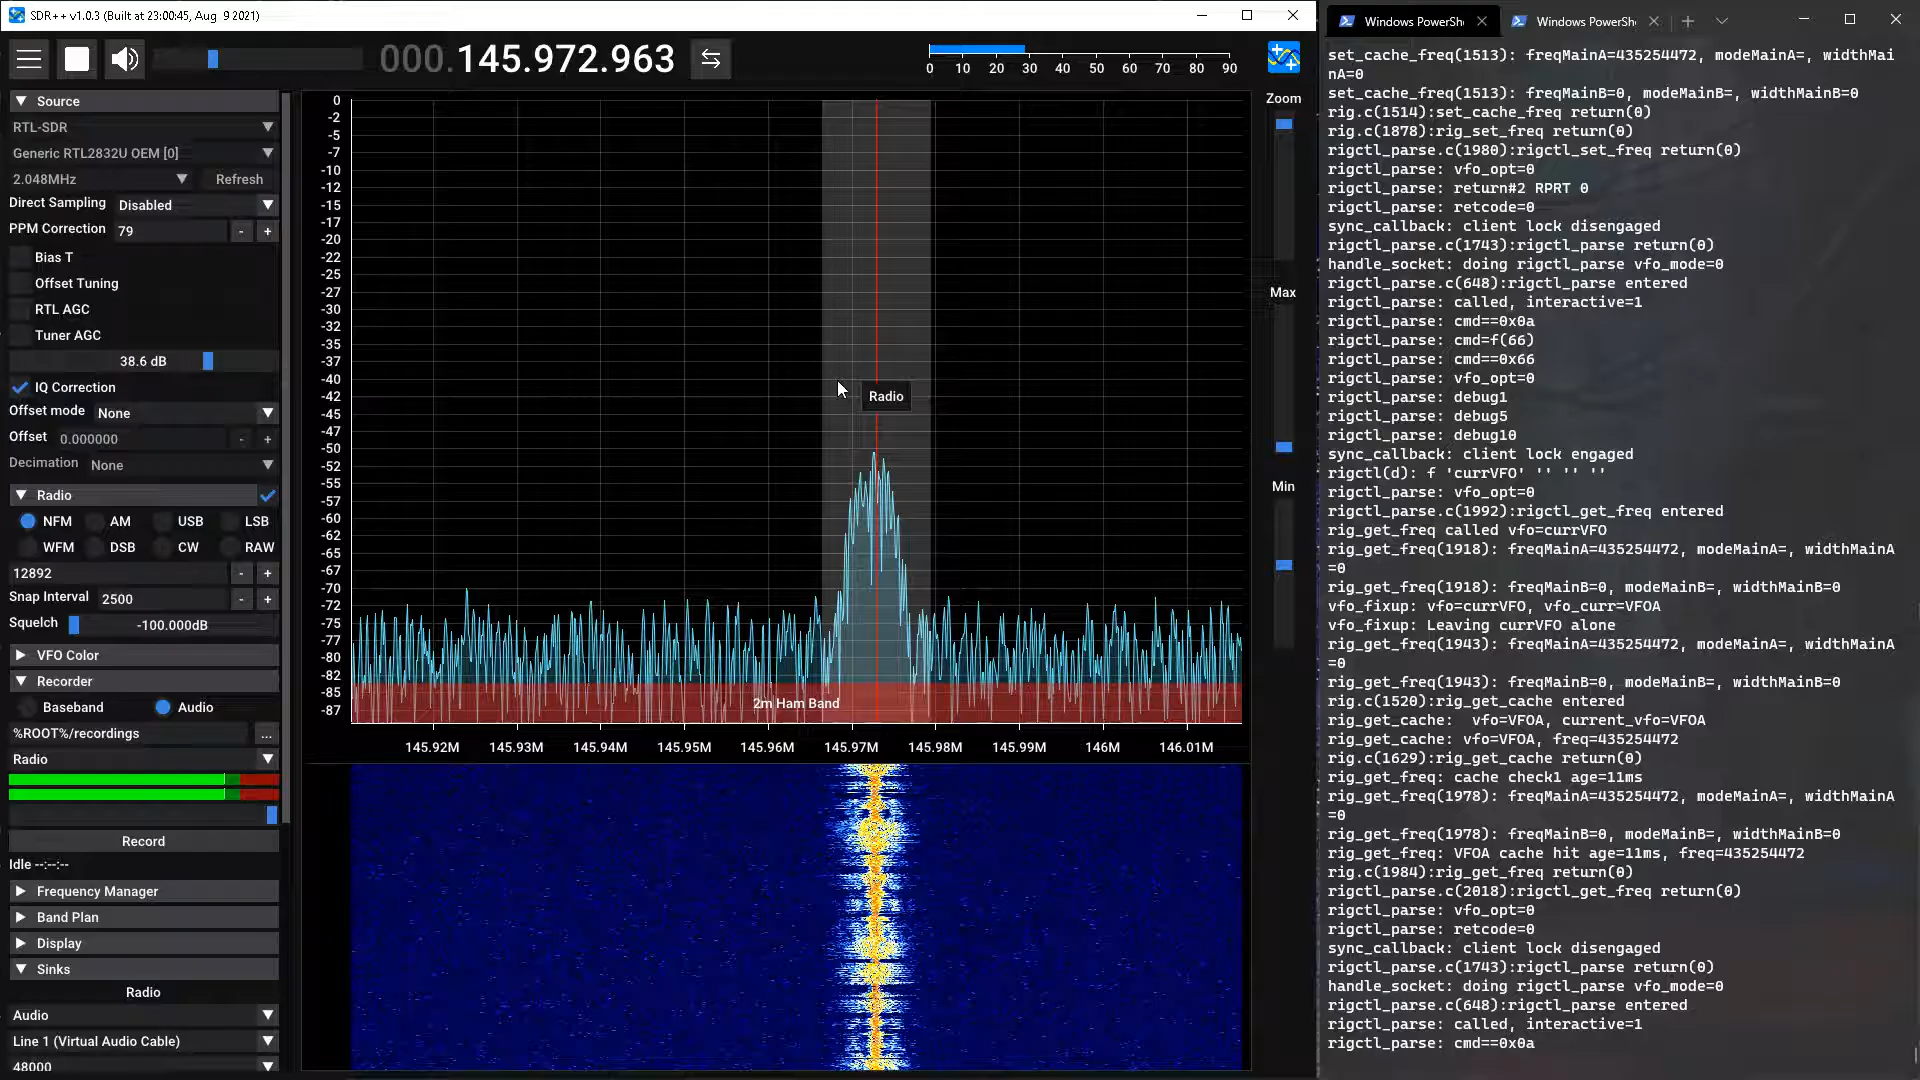 SDR++ v1.0.3 (Built at 23:00:45, Aug  9 2021)
000.145.972.963
0 10 20 30 40 50 60 70 80 90
Source
RTL-SDR
Generic RTL2832U OEM [0]
2.048MHz Refresh
Direct Sampling Disabled
PPM Correction 79 - +
Bias T
Offset Tuning
RTL AGC
Tuner AGC
38.6 dB
IQ Correction
Offset mode None
Offset 0.000000 - +
Decimation None
Radio
NFM AM USB LSB
WFM DSB CW RAW
12892 - +
Snap Interval 2500 - +
Squelch -100.000dB
VFO Color
Recorder
Baseband Audio
%ROOT%/recordings ...
Radio
Record
Idle --:--:--
Frequency Manager
Band Plan
Display
Sinks
Radio
Audio
Line 1 (Virtual Audio Cable)
48000
0
-2
-5
-7
-10
-12
-15
-17
-20
-22
-25
-27
-30
-32
-35
-37
-40
-42
-45
-47
-50
-52
-55
-57
-60
-62
-65
-67
-70
-72
-75
-77
-80
-82
-85
-87
Radio
2m Ham Band
145.92M 145.93M 145.94M 145.95M 145.96M 145.97M 145.98M 145.99M 146M 146.01M
Zoom
Max
Min
Windows PowerShe Windows PowerShe
set_cache_freq(1513): freqMainA=435254472, modeMainA=, widthMai
nA=0
set_cache_freq(1513): freqMainB=0, modeMainB=, widthMainB=0
rig.c(1514):set_cache_freq return(0)
rig.c(1878):rig_set_freq return(0)
rigctl_parse.c(1980):rigctl_set_freq return(0)
rigctl_parse: vfo_opt=0
rigctl_parse: return#2 RPRT 0
rigctl_parse: retcode=0
sync_callback: client lock disengaged
rigctl_parse.c(1743):rigctl_parse return(0)
handle_socket: doing rigctl_parse vfo_mode=0
rigctl_parse.c(648):rigctl_parse entered
rigctl_parse: called, interactive=1
rigctl_parse: cmd==0x0a
rigctl_parse: cmd=f(66)
rigctl_parse: cmd==0x66
rigctl_parse: vfo_opt=0
rigctl_parse: debug1
rigctl_parse: debug5
rigctl_parse: debug10
sync_callback: client lock engaged
rigctl(d): f 'currVFO' '' '' ''
rigctl_parse: vfo_opt=0
rigctl_parse.c(1992):rigctl_get_freq entered
rig_get_freq called vfo=currVFO
rig_get_freq(1918): freqMainA=435254472, modeMainA=, widthMainA
=0
rig_get_freq(1918): freqMainB=0, modeMainB=, widthMainB=0
vfo_fixup: vfo=currVFO, vfo_curr=VFOA
vfo_fixup: Leaving currVFO alone
rig_get_freq(1943): freqMainA=435254472, modeMainA=, widthMainA
=0
rig_get_freq(1943): freqMainB=0, modeMainB=, widthMainB=0
rig.c(1520):rig_get_cache entered
rig_get_cache:  vfo=VFOA, current_vfo=VFOA
rig_get_cache: vfo=VFOA, freq=435254472
rig.c(1629):rig_get_cache return(0)
rig_get_freq: cache check1 age=11ms
rig_get_freq(1978): freqMainA=435254472, modeMainA=, widthMainA
=0
rig_get_freq(1978): freqMainB=0, modeMainB=, widthMainB=0
rig_get_freq: VFOA cache hit age=11ms, freq=435254472
rig.c(1984):rig_get_freq return(0)
rigctl_parse.c(2018):rigctl_get_freq return(0)
rigctl_parse: vfo_opt=0
rigctl_parse: retcode=0
sync_callback: client lock disengaged
rigctl_parse.c(1743):rigctl_parse return(0)
handle_socket: doing rigctl_parse vfo_mode=0
rigctl_parse.c(648):rigctl_parse entered
rigctl_parse: called, interactive=1
rigctl_parse: cmd==0x0a